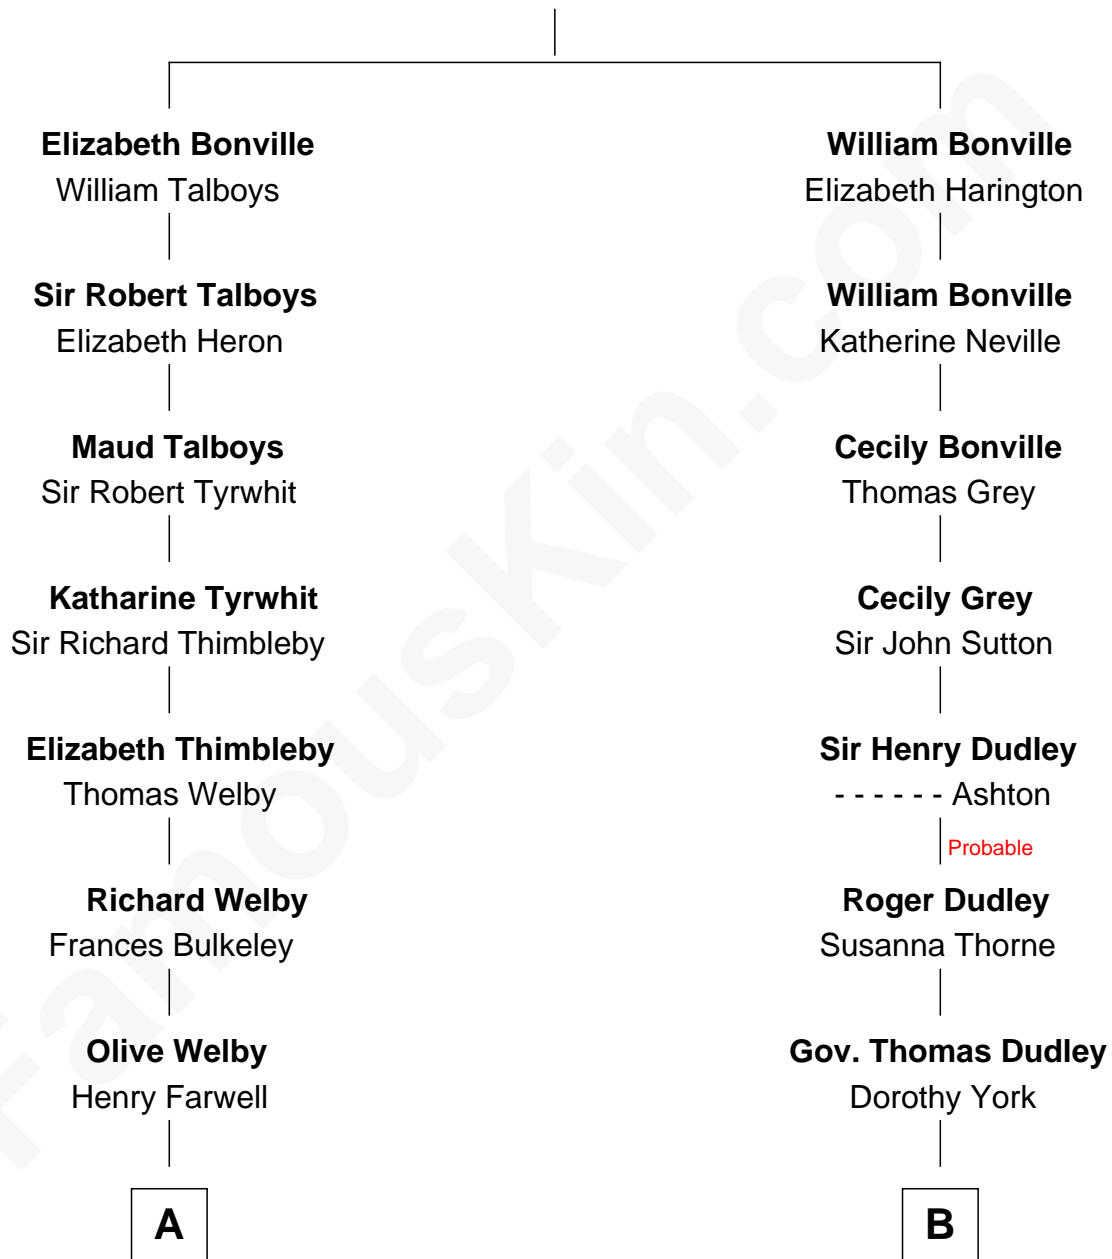 Elizabeth Bonville
William Talboys
Sir Robert Talboys
Elizabeth Heron
Maud Talboys
Sir Robert Tyrwhit
Katharine Tyrwhit
Sir Richard Thimbleby
Elizabeth Thimbleby
Thomas Welby
Richard Welby
Frances Bulkeley
Olive Welby
Henry Farwell
A
William Bonville
Elizabeth Harington
William Bonville
Katherine Neville
Cecily Bonville
Thomas Grey
Cecily Grey
Sir John Sutton
Sir Henry Dudley
- - - - - - Ashton
Probable
Roger Dudley
Susanna Thorne
Gov. Thomas Dudley
Dorothy York
B
FamousKin.com